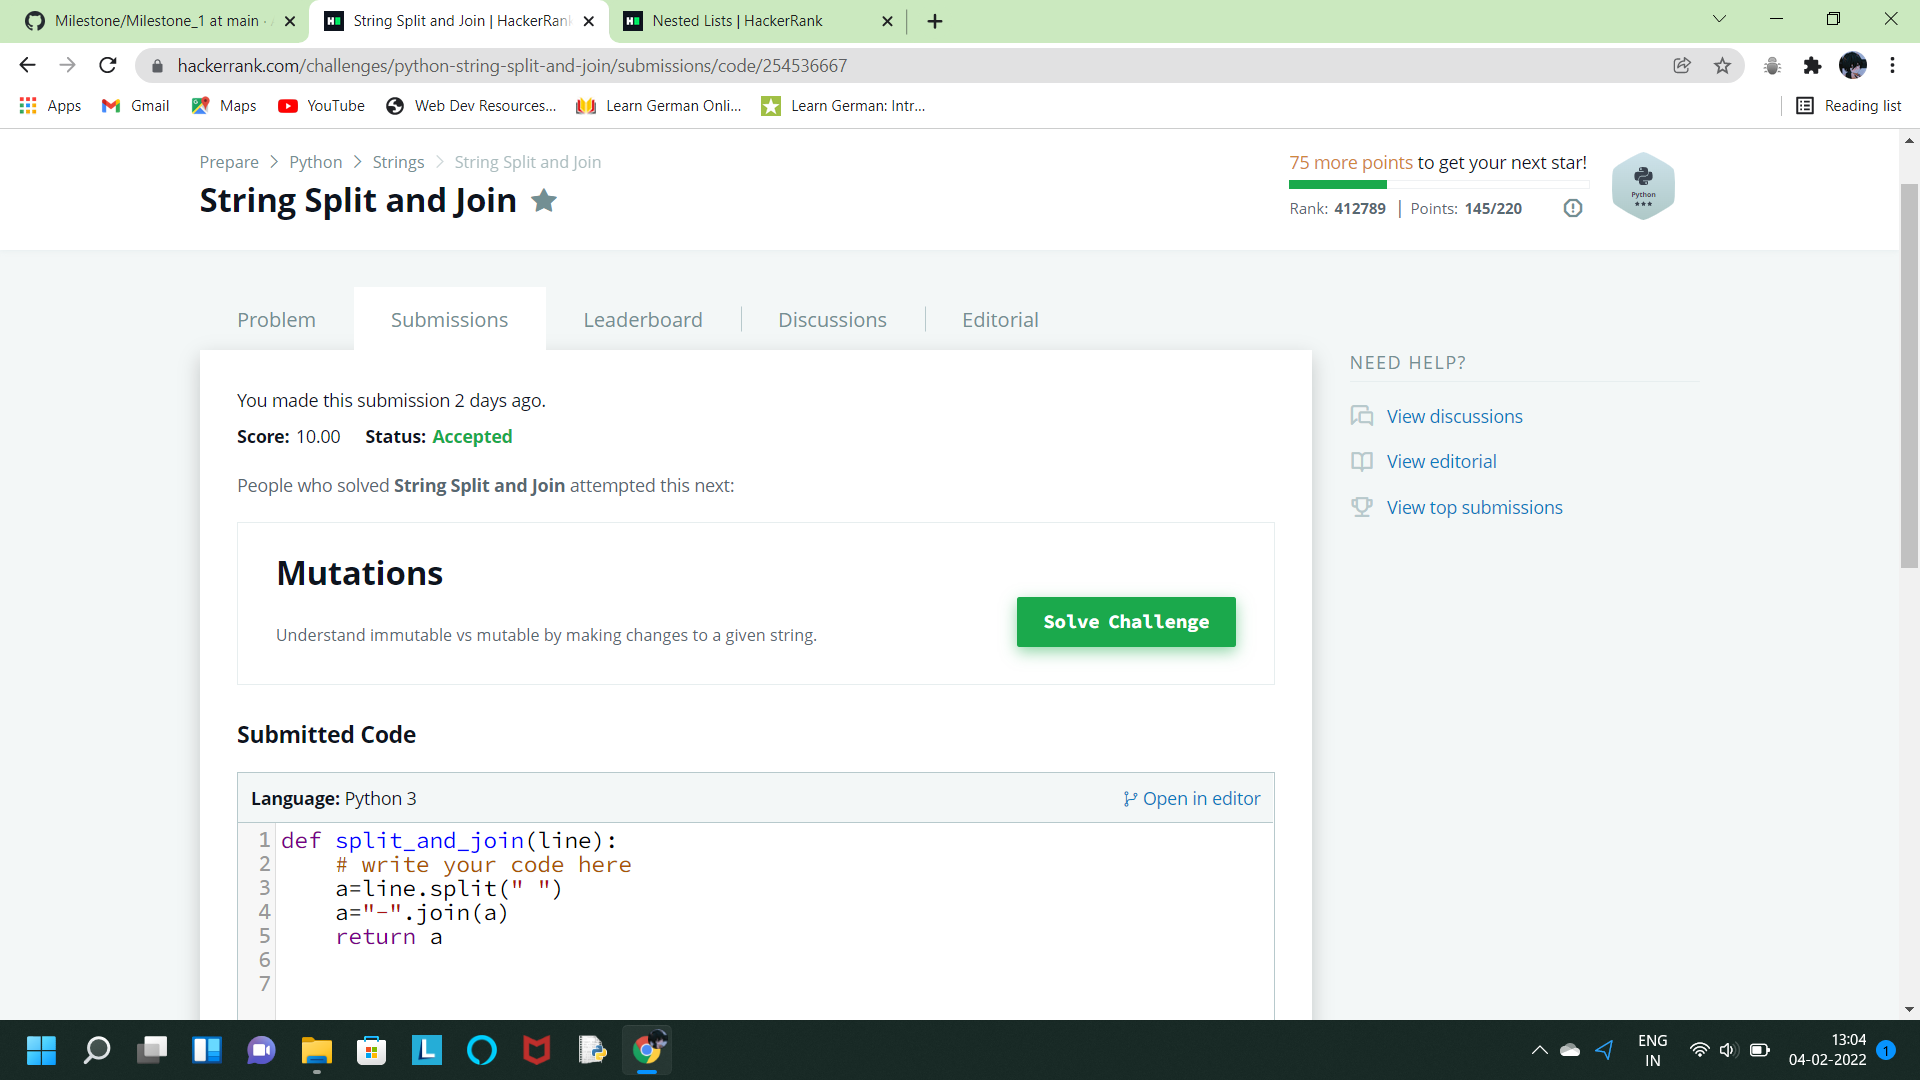 Milestone/Milestone_1 at main ·
String Split and Join | HackerRank
Nested Lists | HackerRank
hackerrank.com/challenges/python-string-split-and-join/submissions/code/254536667
Apps
Gmail
Maps
YouTube
Web Dev Resources...
Learn German Onli...
Learn German: Intr...
Reading list
Prepare > Python > Strings > String Split and Join
String Split and Join
75 more points to get your next star!
Rank: 412789 | Points: 145/220
Python
Problem
Submissions
Leaderboard
Discussions
Editorial
You made this submission 2 days ago.
Score: 10.00 Status: Accepted
People who solved String Split and Join attempted this next:
Mutations
Understand immutable vs mutable by making changes to a given string.
Solve Challenge
NEED HELP?
View discussions
View editorial
View top submissions
Submitted Code
Language: Python 3
Open in editor
1 def split_and_join(line):
2     # write your code here
3     a=line.split(" ")
4     a="-".join(a)
5     return a
6
7
ENG
IN
13:04
04-02-2022
1